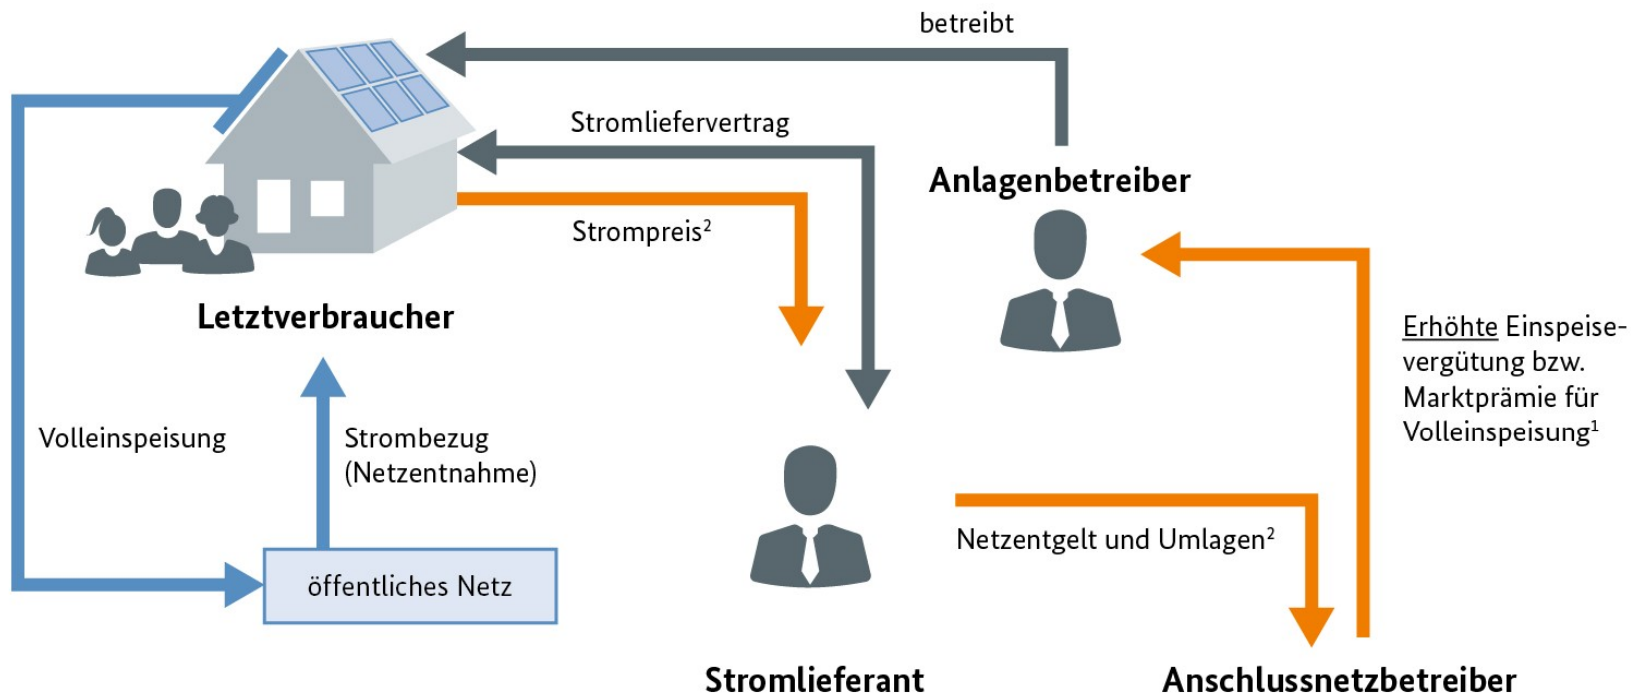 betreibt
Stromliefervertrag
Anlagenbetreiber
Strompreis²
Letztverbraucher
Erhöhte Einspeise-
vergütung bzw.
Marktprämie für
Volleinspeisung¹
Volleinspeisung
Strombezug
(Netzentnahme)
Netzentgelt und Umlagen²
öffentliches Netz
Stromlieferant
Anschlussnetzbetreiber